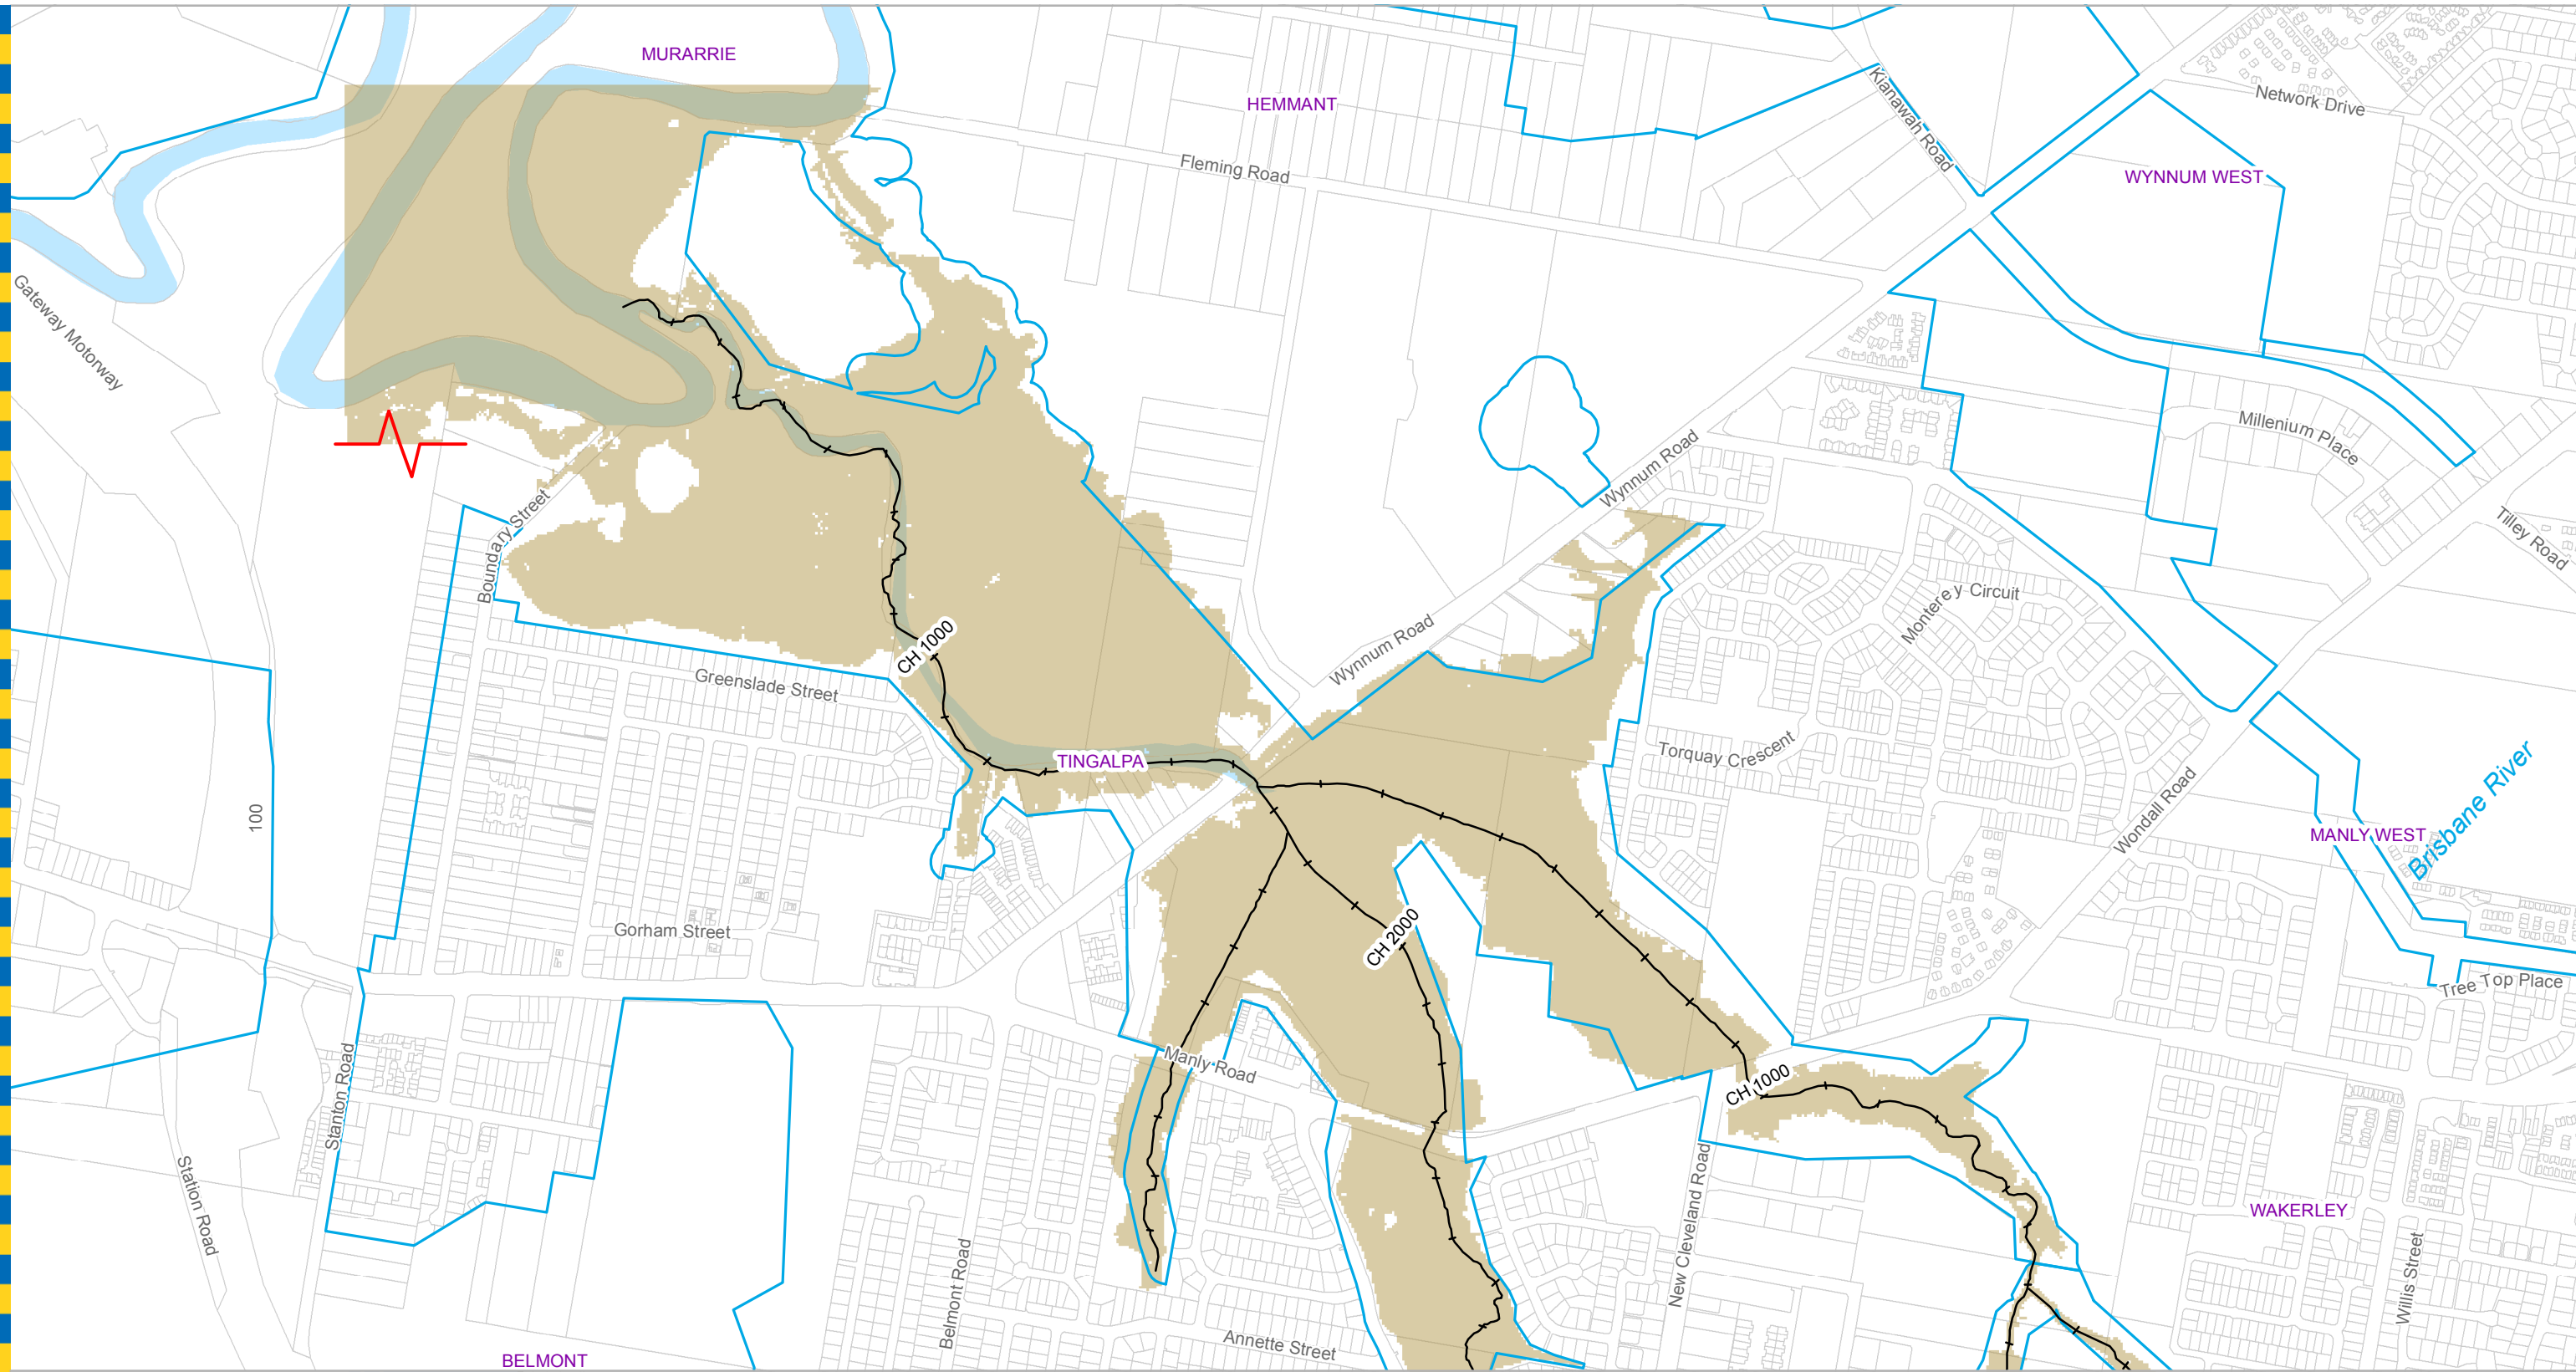 MURARRIE
HEMMANT
Kianawah Road
Network Drive
WYNNUM WEST
Fleming Road
Gateway Motorway
Millenium Place
Wynnum Road
Tilley Road
Boundary Street
Monterey Circuit
Wynnum Road
CH 1000
Greenslade Street
Torquay Crescent
TINGALPA
Wondall Road
Brisbane River
MANLY WEST
100
Gorham Street
CH 2000
Tree Top Place
Manly Road
CH 1000
Stanton Road
Station Road
New Cleveland Road
WAKERLEY
Willis Street
Belmont Road
Annette Street
BELMONT